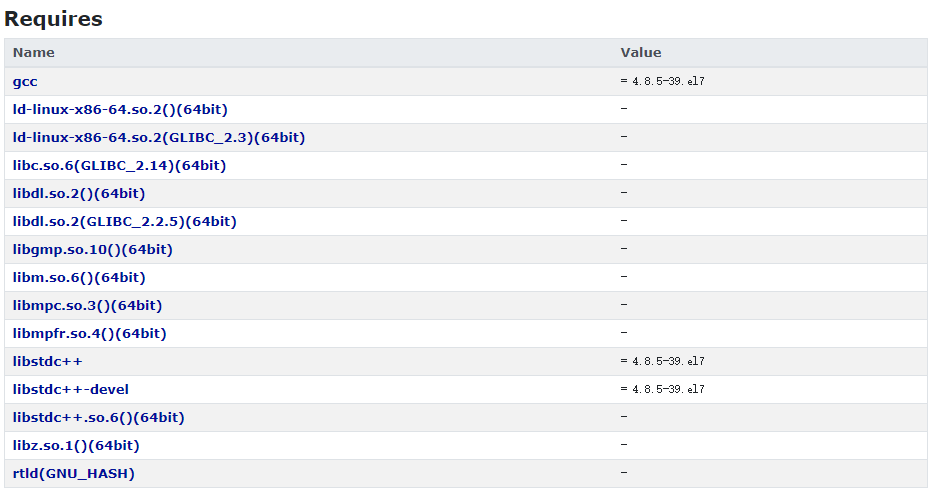 Requires
Name Value
gcc = 4.8.5-39.el7
ld-linux-x86-64.so.2()(64bit) -
ld-linux-x86-64.so.2(GLIBC_2.3)(64bit) -
libc.so.6(GLIBC_2.14)(64bit) -
libdl.so.2()(64bit) -
libdl.so.2(GLIBC_2.2.5)(64bit) -
libgmp.so.10()(64bit) -
libm.so.6()(64bit) -
libmpc.so.3()(64bit) -
libmpfr.so.4()(64bit) -
libstdc++ = 4.8.5-39.el7
libstdc++-devel = 4.8.5-39.el7
libstdc++.so.6()(64bit) -
libz.so.1()(64bit) -
rtld(GNU_HASH) -